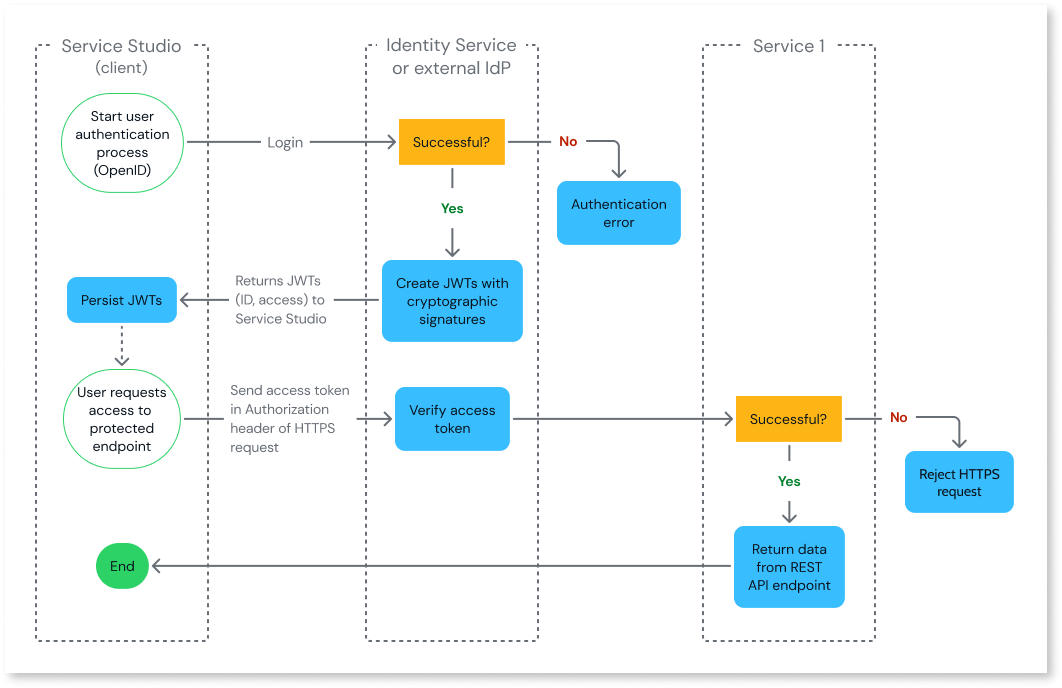 Service Studio
(client)
Identity Service
or external IdP
Service 1
Start user
authentication
process
(OpenID)
Login
Successful?
No
Authentication
error
Yes
Create JWTs with
cryptographic
signatures
Returns JWTs
(ID, access) to
Service Studio
Persist JWTs
User requests
access to
protected
endpoint
Send access token
in Authorization
header of HTTPS
request
Verify access
token
Successful?
No
Reject HTTPS
request
Yes
Return data
from REST
API endpoint
End